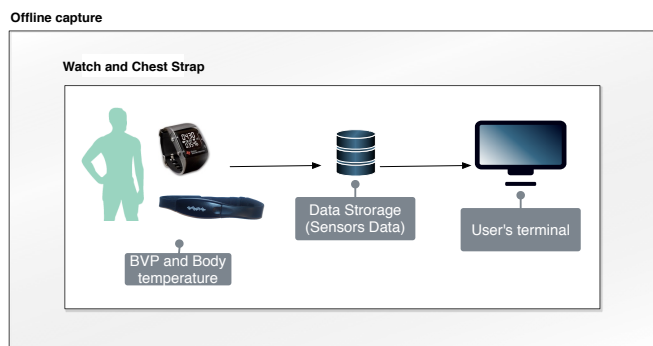 Offline capture
Watch and Chest Strap
BVP and Body
temperature
Data Strorage
(Sensors Data)
User's terminal